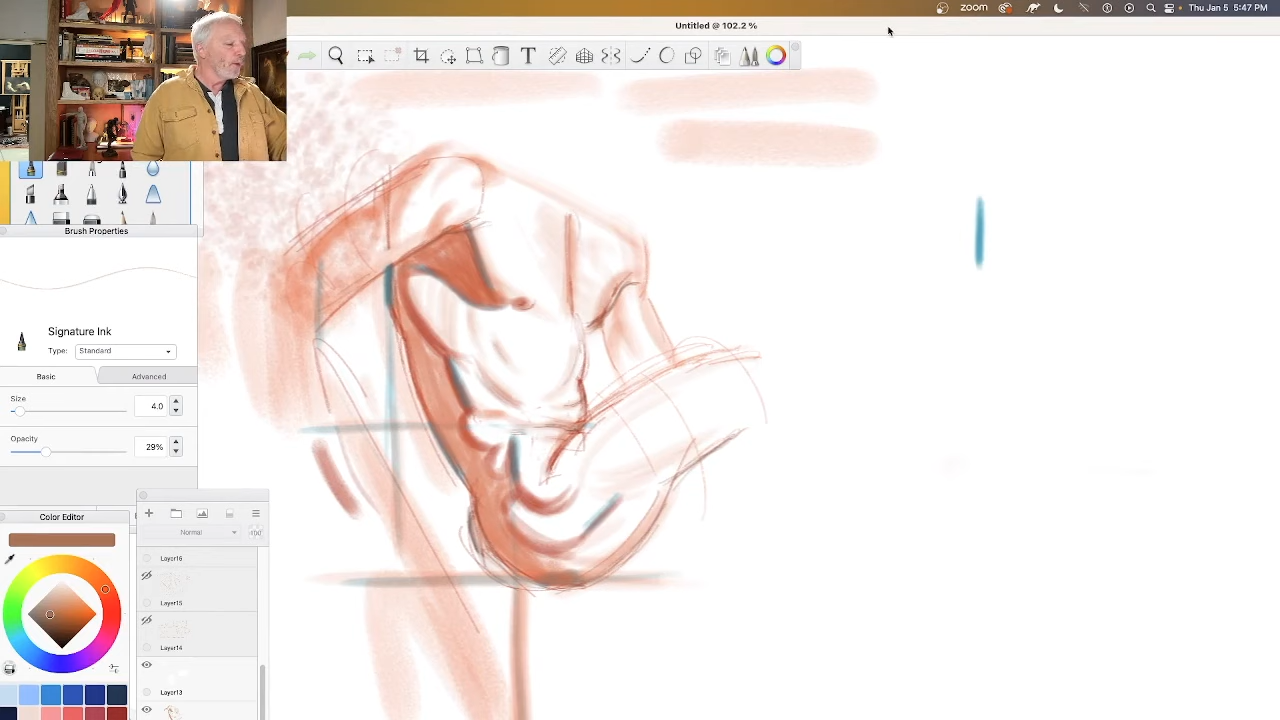 zoom
Thu Jan 5 5:47 PM
Untitled @ 102.2 %
T
Brush Properties
Signature Ink
Type: Standard
Basic Advanced
Size
4.0
Opacity
29%
Color Editor
Normal
Layer16
Layer15
Layer14
Layer13